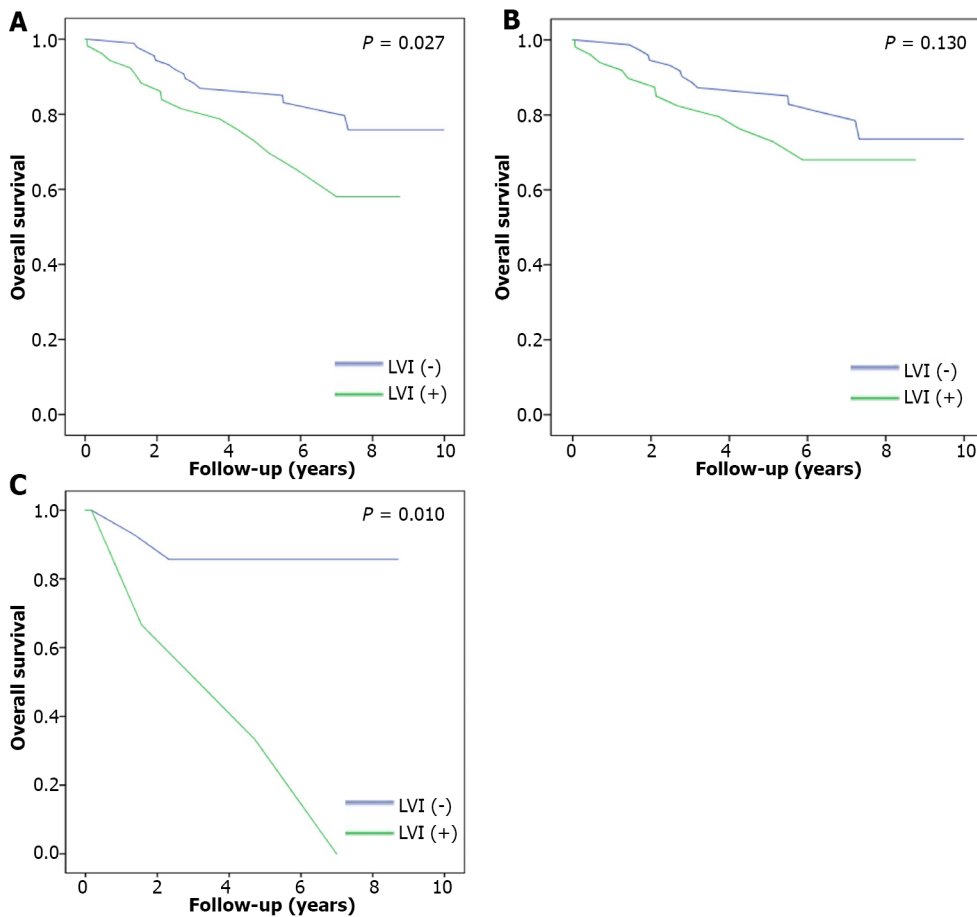 A
P = 0.027
1.0
0.8
0.6
0.4
0.2
0.0
Overall survival
LVI (-)
LVI (+)
0 2 4 6 8 10
Follow-up (years)
B
P = 0.130
1.0
0.8
0.6
0.4
0.2
0.0
Overall survival
LVI (-)
LVI (+)
0 2 4 6 8 10
Follow-up (years)
C
P = 0.010
1.0
0.8
0.6
0.4
0.2
0.0
Overall survival
LVI (-)
LVI (+)
0 2 4 6 8 10
Follow-up (years)